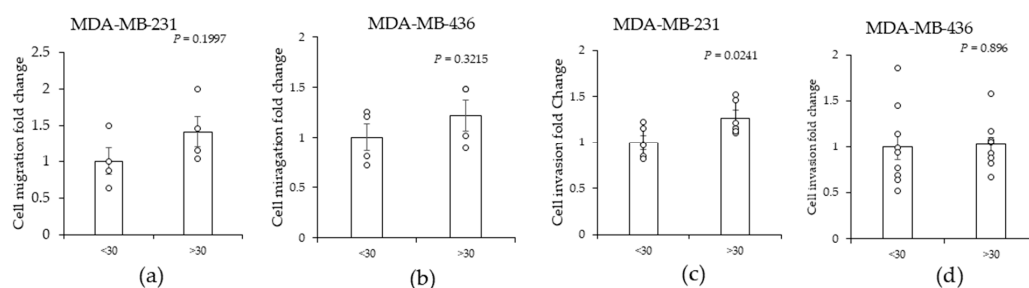 MDA-MB-231
P = 0.1997
Cell migration fold change
2.5
2
1.5
1
0.5
0
<30
>30
(a)
MDA-MB-436
P = 0.3215
Cell miragation fold change
2
1.5
1
0.5
0
<30
>30
(b)
MDA-MB-231
P = 0.0241
Cell invasion fold Change
2
1.5
1
0.5
0
<30
>30
(c)
MDA-MB-436
P = 0.896
Cell invasion fold change
2
1.5
1
0.5
0
<30
>30
(d)